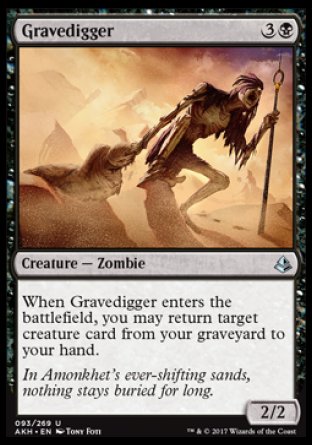 Gravedigger 3
Creature — Zombie
When Gravedigger enters the
battlefield, you may return target
creature card from your graveyard to
your hand.
In Amonkhet's ever-shifting sands,
nothing stays buried for long.
2/2
093/269 U
AKH • EN Tony Foti
™ & © 2017 Wizards of the Coast